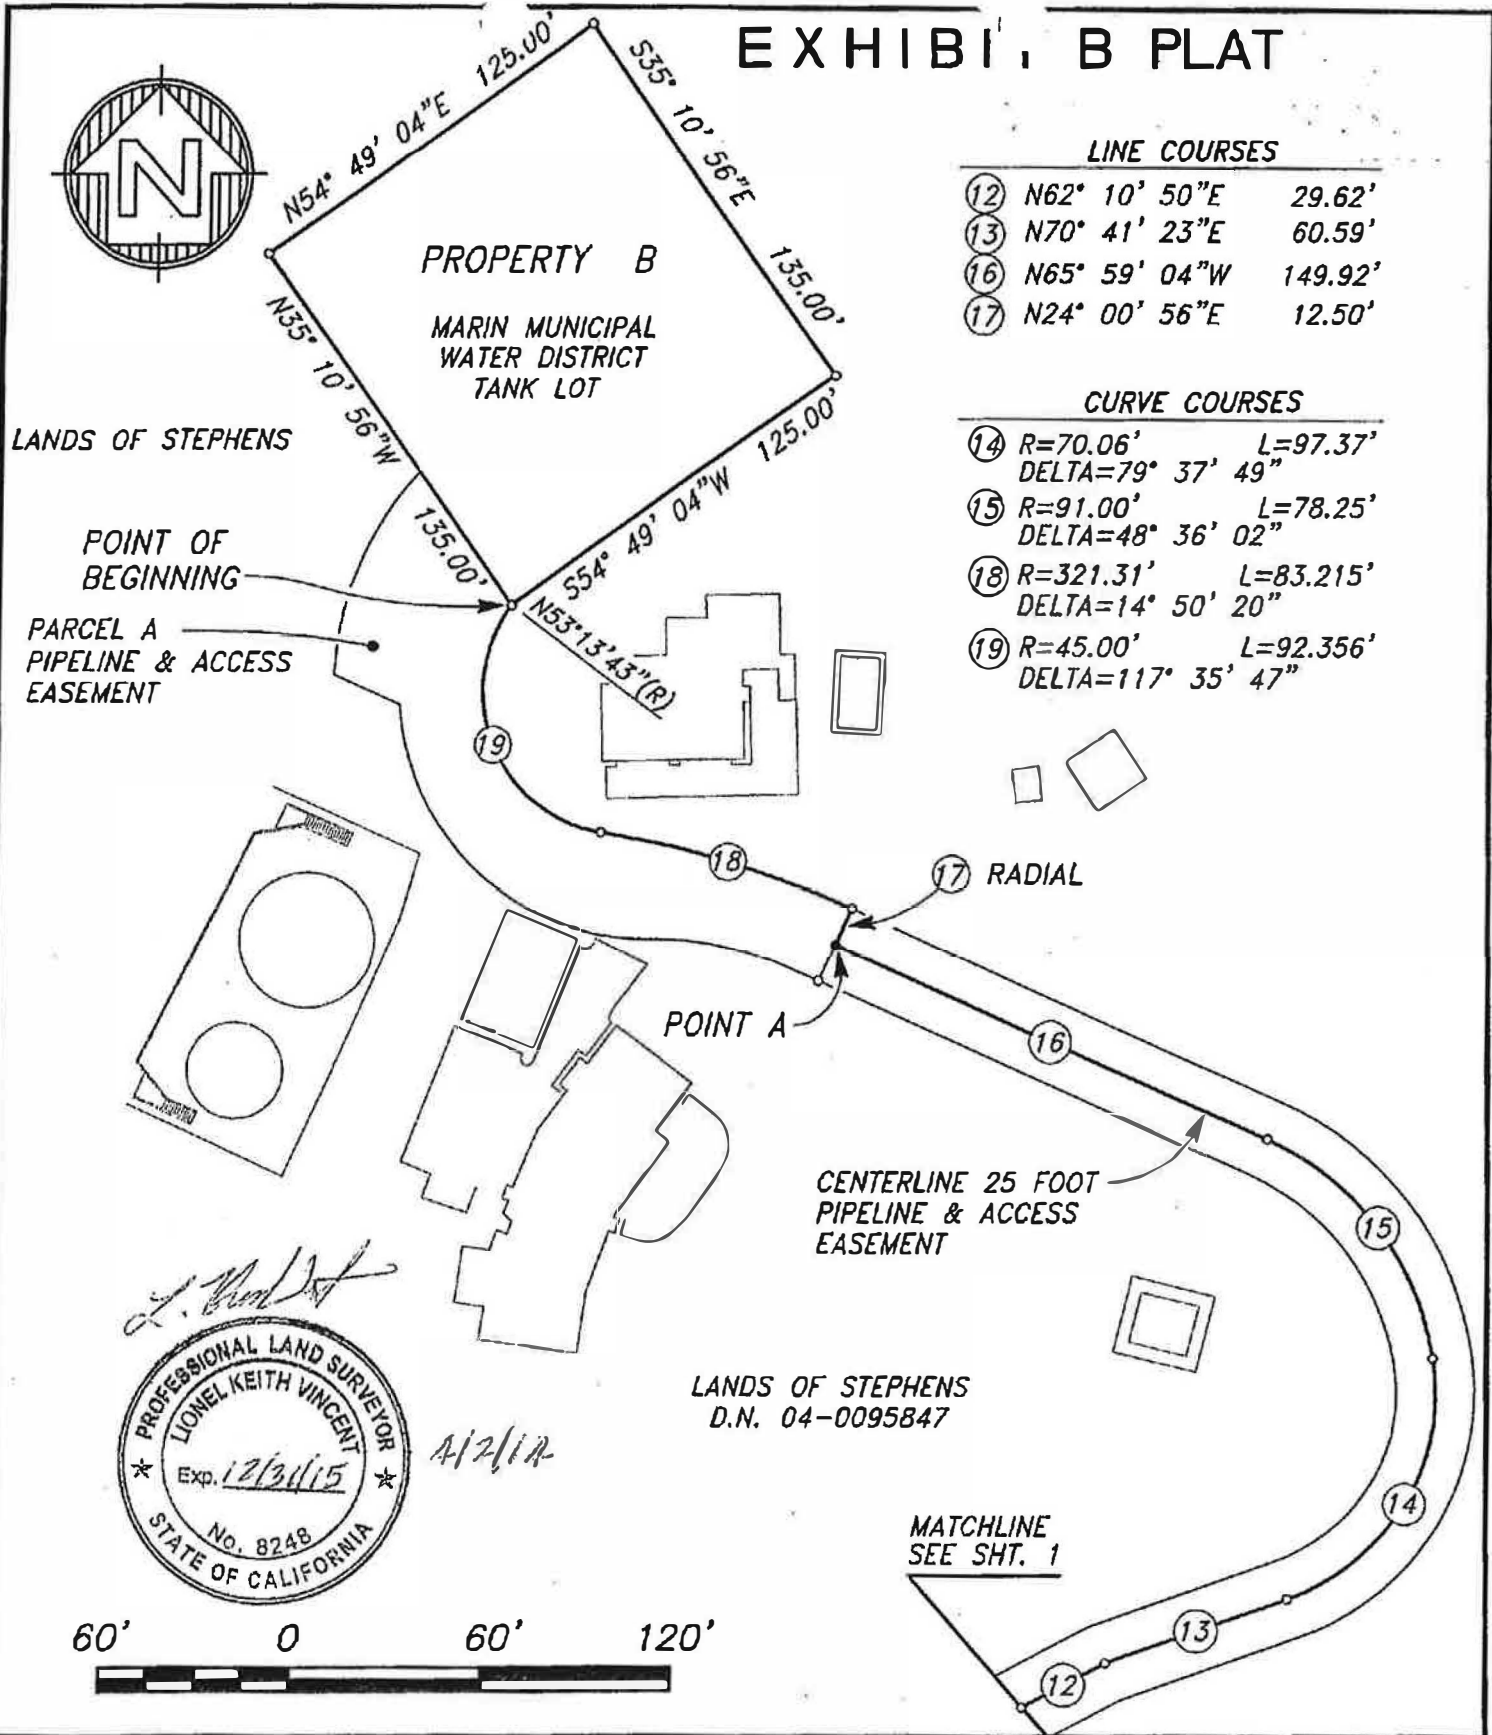 EXHIBI. B PLAT
N
N54° 49' 04"E 125.00'
S35° 10' 56"E 135.00'
PROPERTY B
MARIN MUNICIPAL
WATER DISTRICT
TANK LOT
N35° 10' 56"W 135.00'
S54° 49' 04"W 125.00'
LINE COURSES
12 N62° 10' 50"E 29.62'
13 N70° 41' 23"E 60.59'
16 N65° 59' 04"W 149.92'
17 N24° 00' 56"E 12.50'
CURVE COURSES
14 R=70.06' L=97.37'
DELTA=79° 37' 49"
15 R=91.00' L=78.25'
DELTA=48° 36' 02"
18 R=321.31' L=83.215'
DELTA=14° 50' 20"
19 R=45.00' L=92.356'
DELTA=117° 35' 47"
LANDS OF STEPHENS
POINT OF
BEGINNING
N53°13'43"(R)
PARCEL A
PIPELINE & ACCESS
EASEMENT
19
18
17 RADIAL
POINT A
16
CENTERLINE 25 FOOT
PIPELINE & ACCESS
EASEMENT
15
LANDS OF STEPHENS
D.N. 04-0095847
PROFESSIONAL LAND SURVEYOR
LIONEL KEITH VINCENT
Exp. 12/31/15
No. 8248
STATE OF CALIFORNIA
14
MATCHLINE
SEE SHT. 1
13
12
60' 0 60' 120'